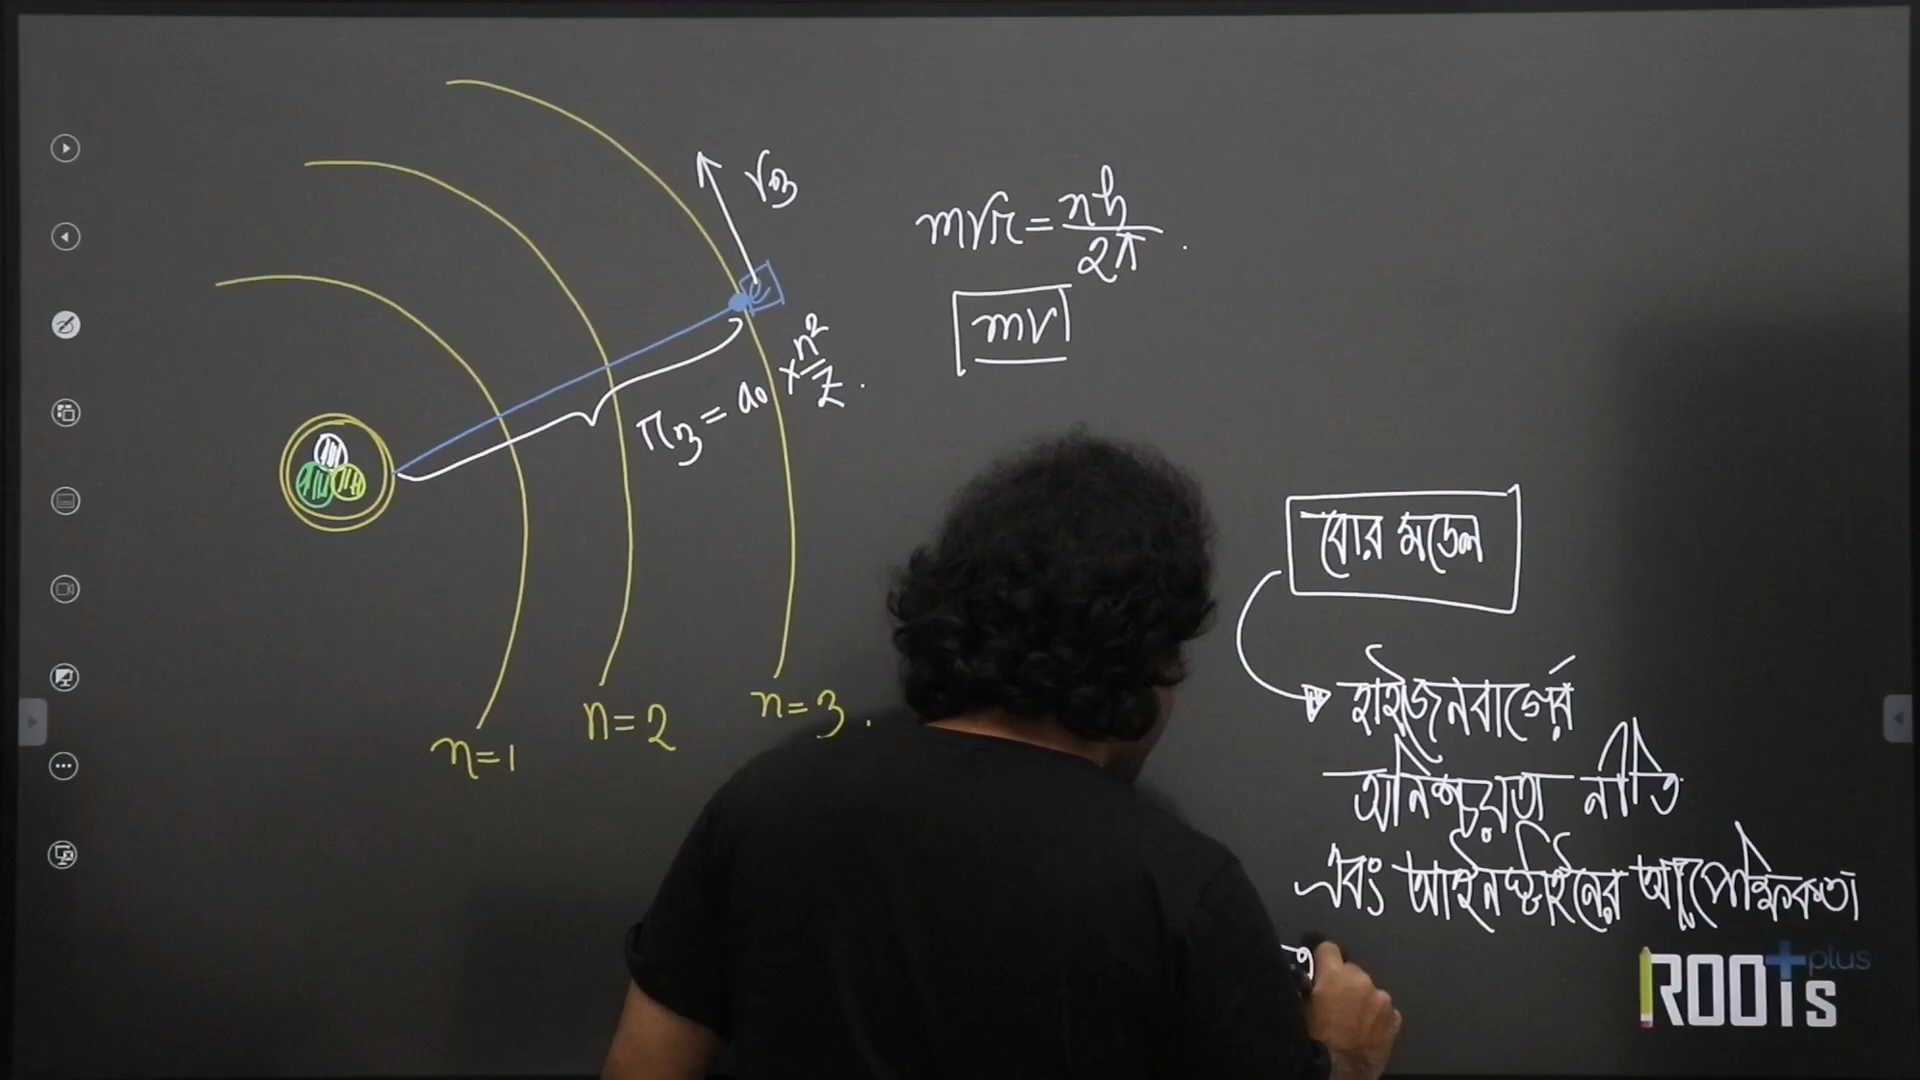 v₃
mvr = nh/2π .
mv
e
r₃ = a₀ × n²/Z .
n=1
n=2
n=3 .
বোর মডেল
হাইজেনবার্গের
অনিশ্চয়তা নীতি
এবং আইনস্টাইনের আপেক্ষিকতা
ত
ROOTs
plus